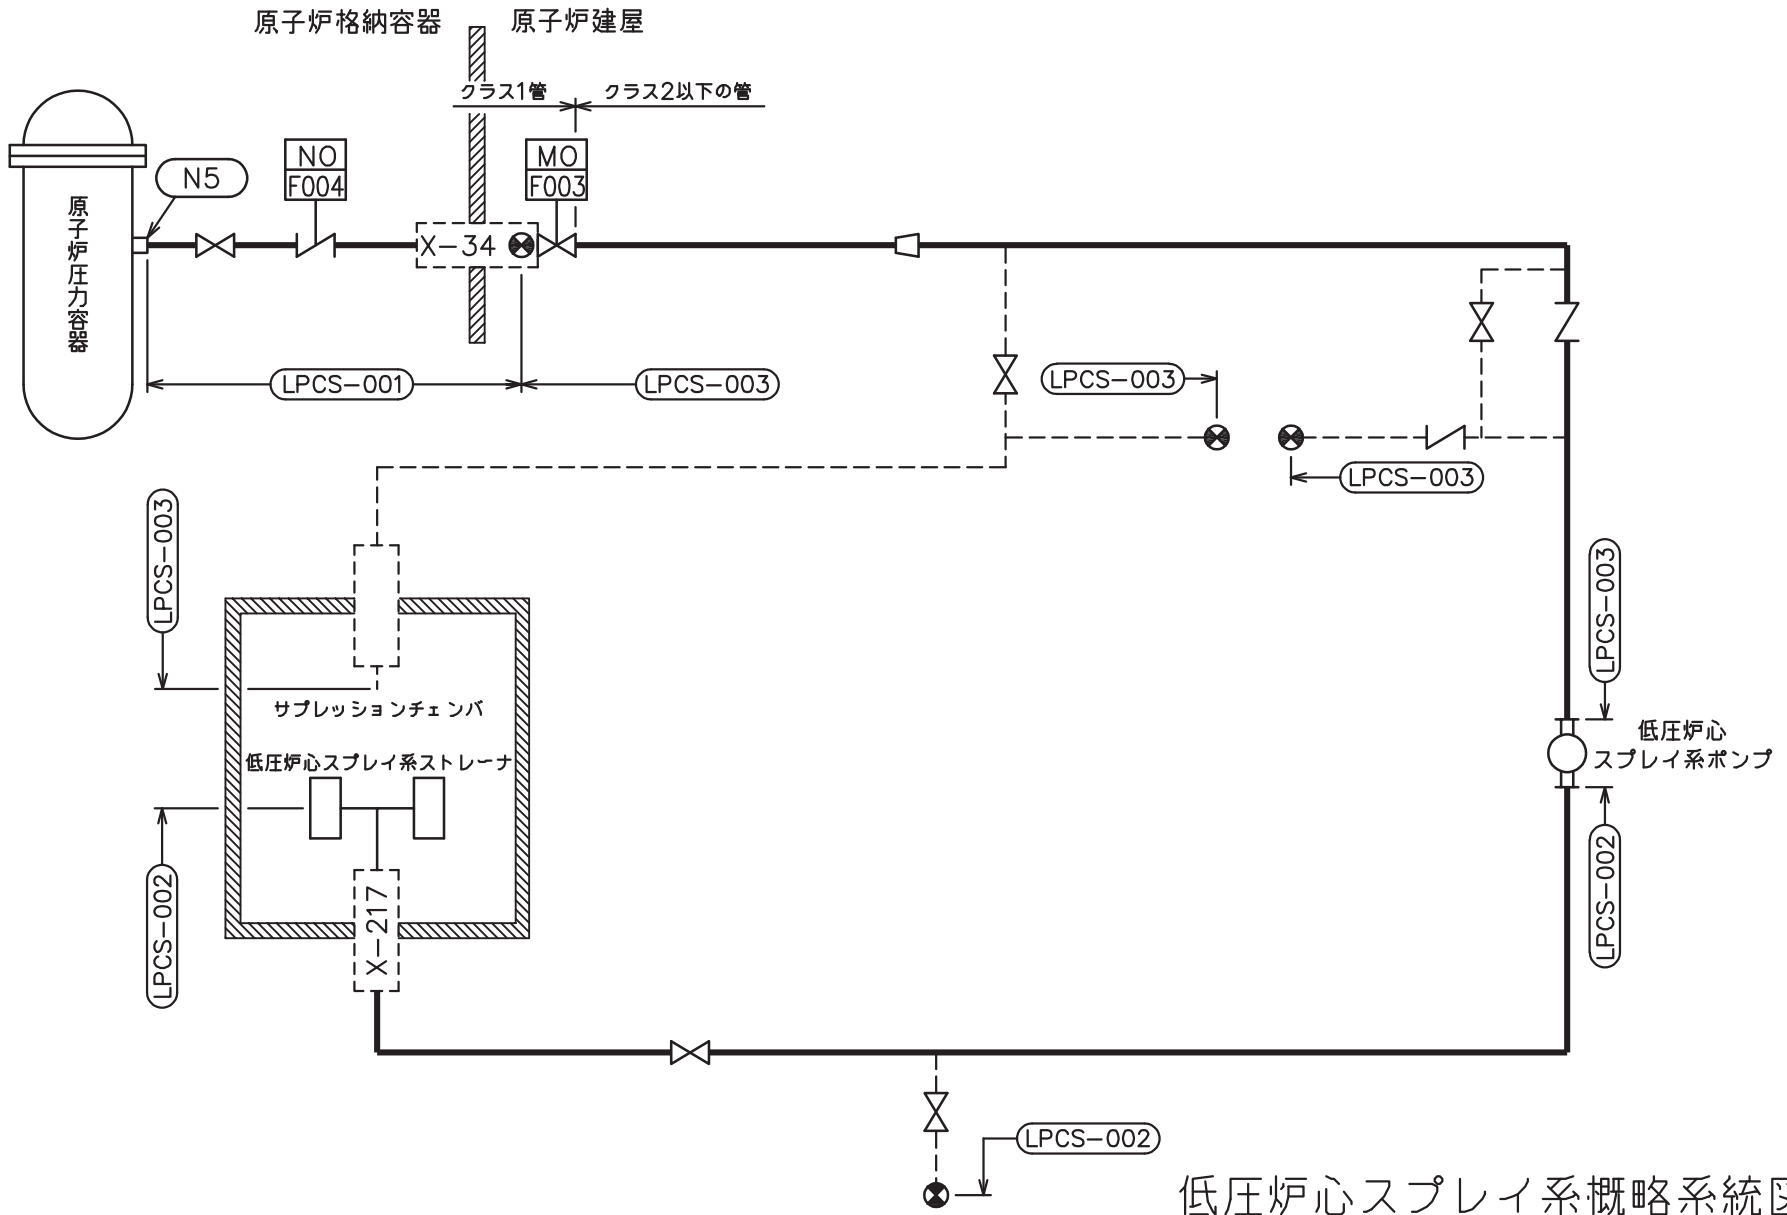 原子炉格納容器
原子炉建屋
クラス1管
クラス2以下の管
NO
F004
MO
F003
N5
原子炉圧力容器
X-34
LPCS-001
LPCS-003
LPCS-003
LPCS-003
LPCS-003
LPCS-003
サプレッションチェンバ
低圧炉心
スプレイ系ポンプ
低圧炉心スプレイ系ストレーナ
LPCS-002
LPCS-002
X-217
LPCS-002
低圧炉心スプレイ系概略系統図